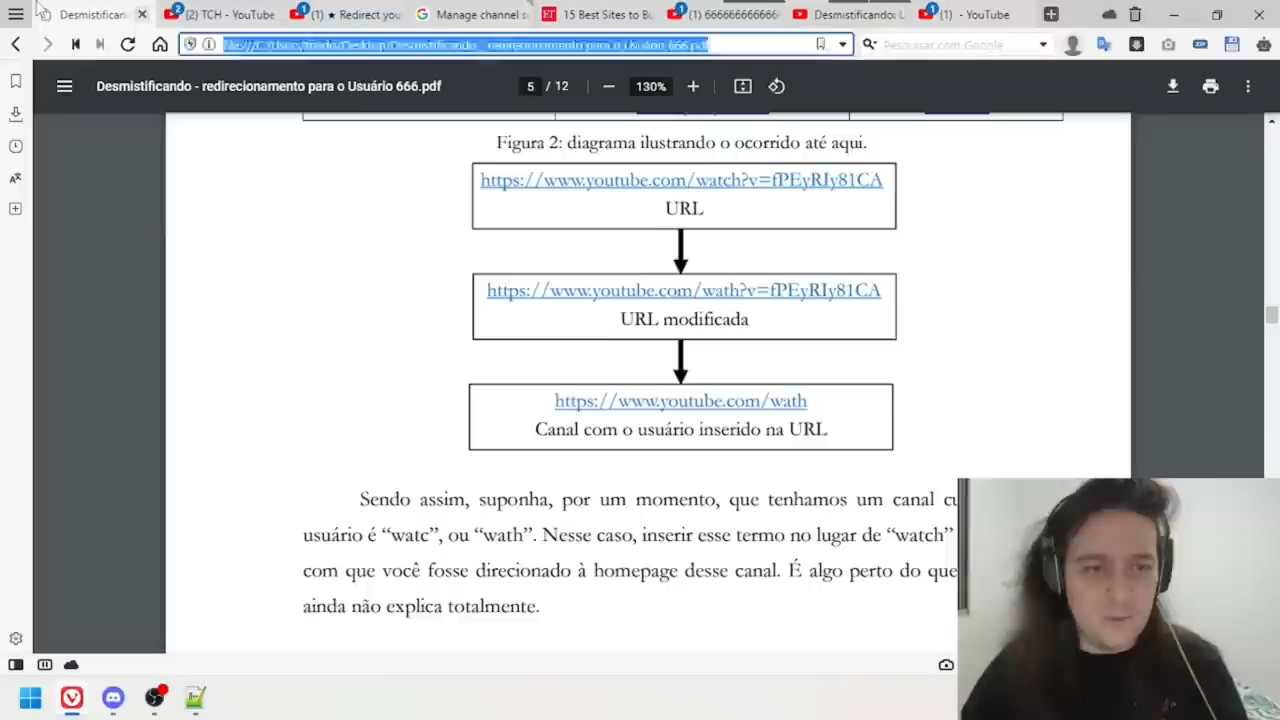 Desmistifican
(2) TCH - YouTube
(1) ★ Redirect you
Manage channel s
15 Best Sites to Bu
(1) 666666666666
Desmistificando: U
(1) - YouTube
Pesquisar com Google
Desmistificando - redirecionamento para o Usuário 666.pdf
5 / 12
130%
Figura 2: diagrama ilustrando o ocorrido até aqui.
https://www.youtube.com/watch?v=fPEyRIy81CA
URL
https://www.youtube.com/wath?v=fPEyRIy81CA
URL modificada
https://www.youtube.com/wath
Canal com o usuário inserido na URL
Sendo assim, suponha, por um momento, que tenhamos um canal cu
usuário é “watc”, ou “wath”. Nesse caso, inserir esse termo no lugar de “watch”
com que você fosse direcionado à homepage desse canal. É algo perto do que
ainda não explica totalmente.